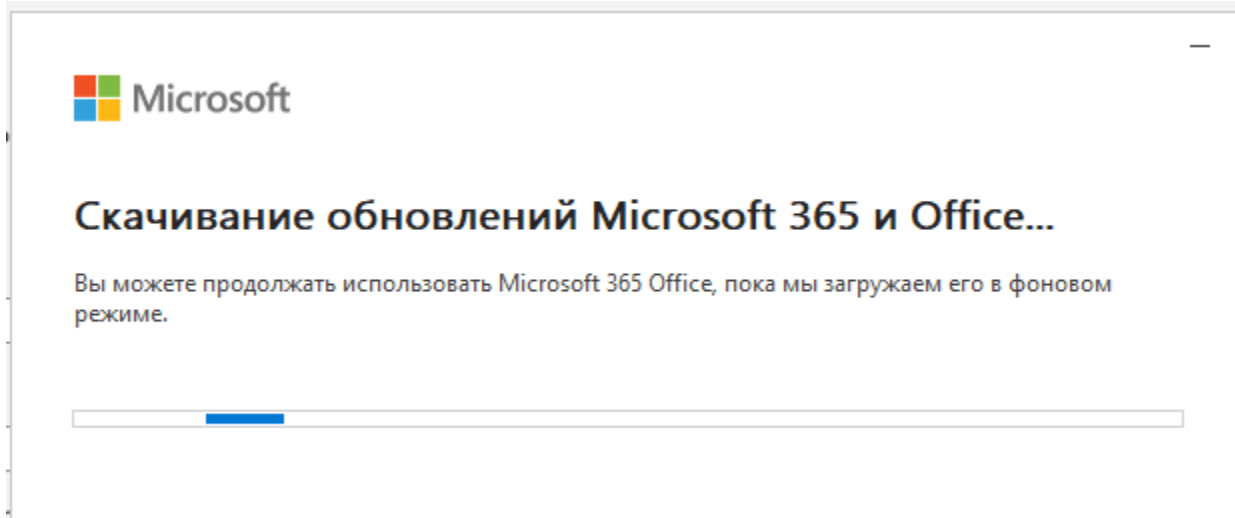 Microsoft
Скачивание обновлений Microsoft 365 и Office...
Вы можете продолжать использовать Microsoft 365 Office, пока мы загружаем его в фоновом
режиме.